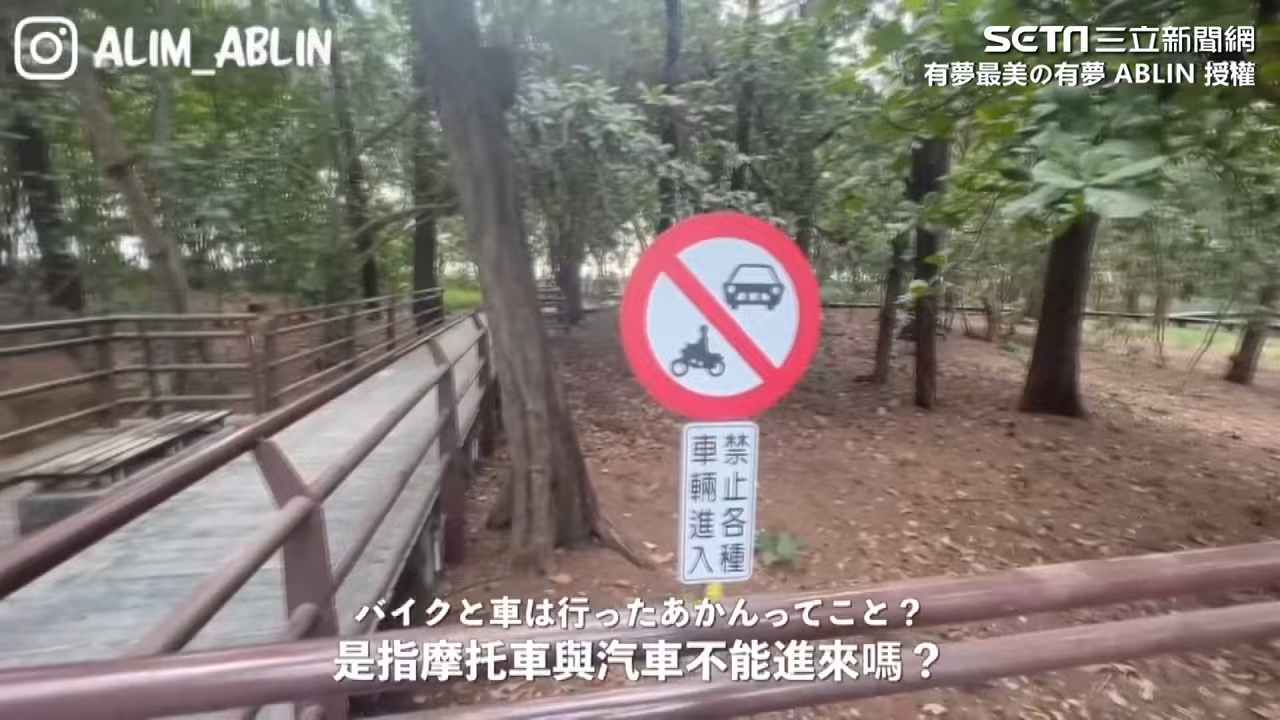 ALIM_ABLIN
SETN三立新聞網
有夢最美の有夢 ABLIN 授權
禁止各種
車輛進入
バイクと車は行ったあかんってこと？
是指摩托車與汽車不能進來嗎？